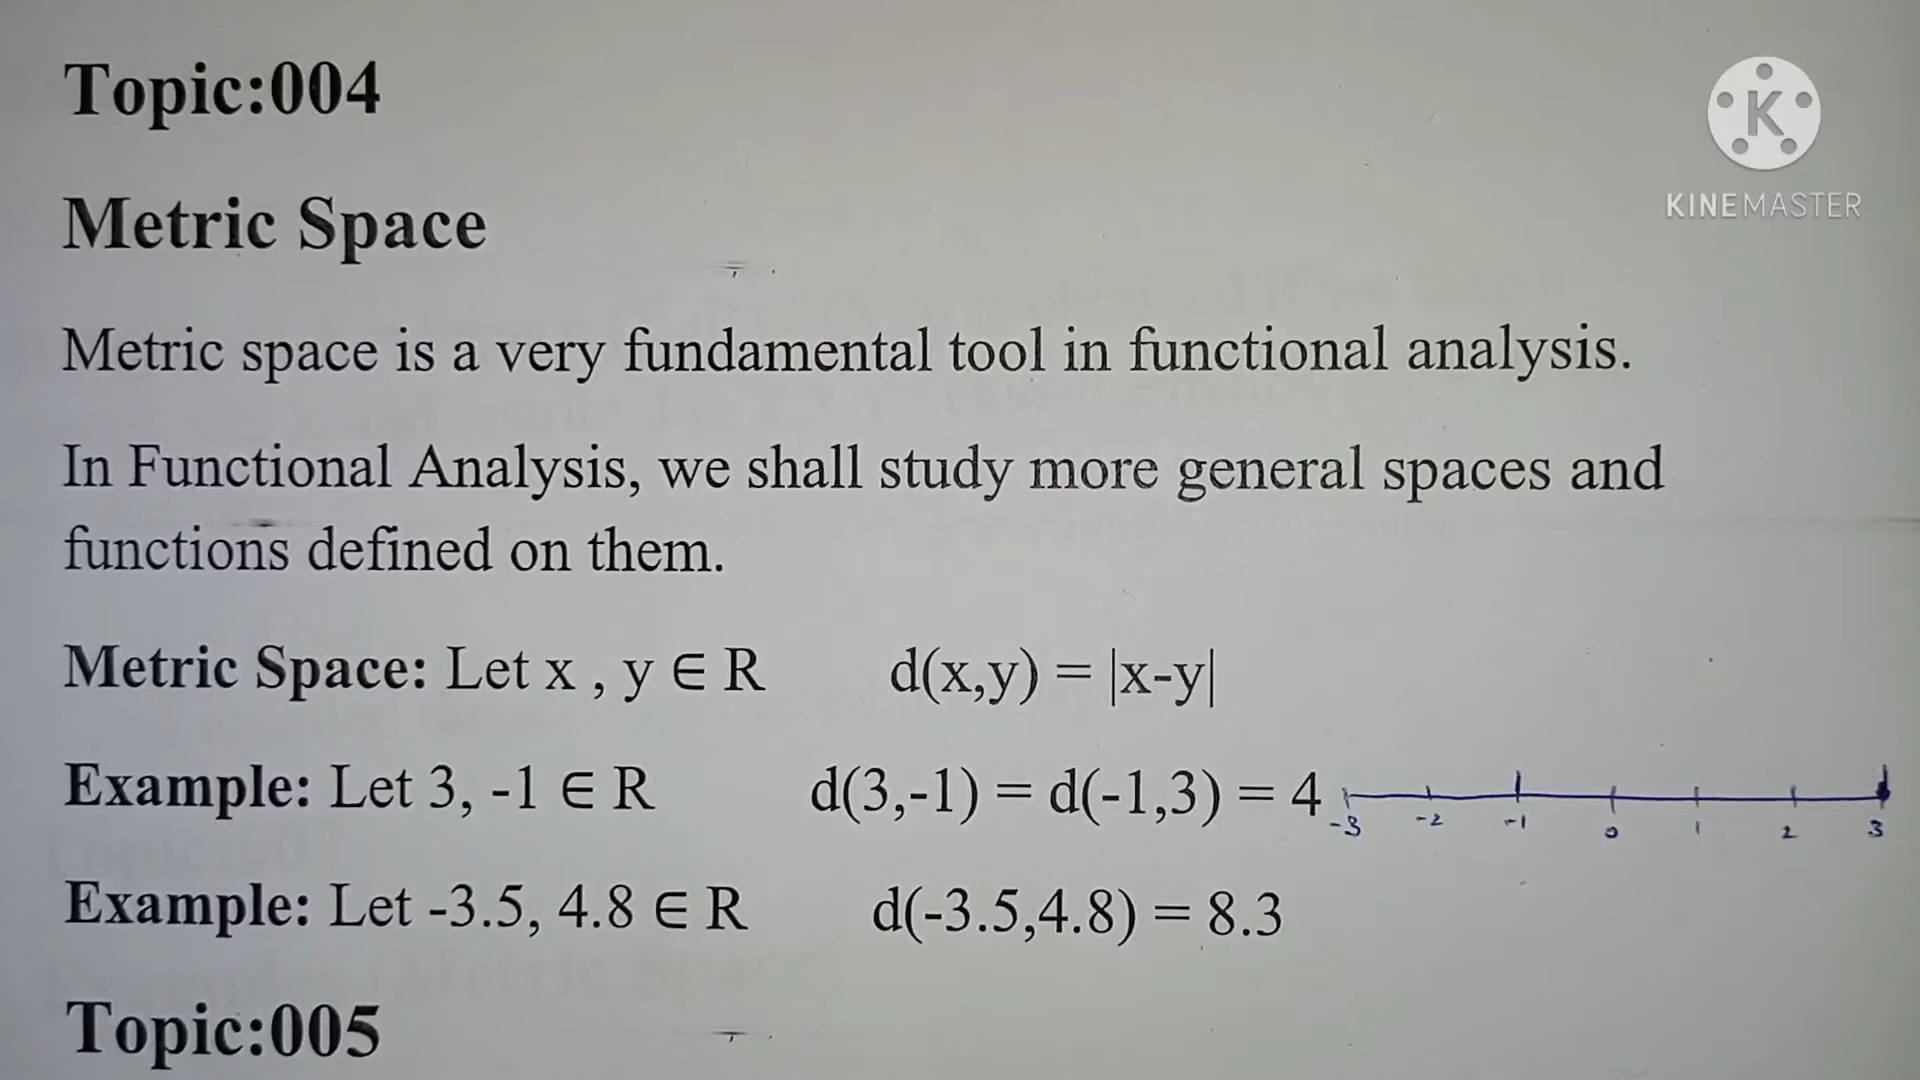 Topic:004
KINEMASTER
Metric Space
Metric space is a very fundamental tool in functional analysis.
In Functional Analysis, we shall study more general spaces and
functions defined on them.
Metric Space: Let x , y ∈ R d(x,y) = |x-y|
Example: Let 3, -1 ∈ R d(3,-1) = d(-1,3) = 4
-3 -2 -1 0 1 2 3
Example: Let -3.5, 4.8 ∈ R d(-3.5,4.8) = 8.3
Topic:005